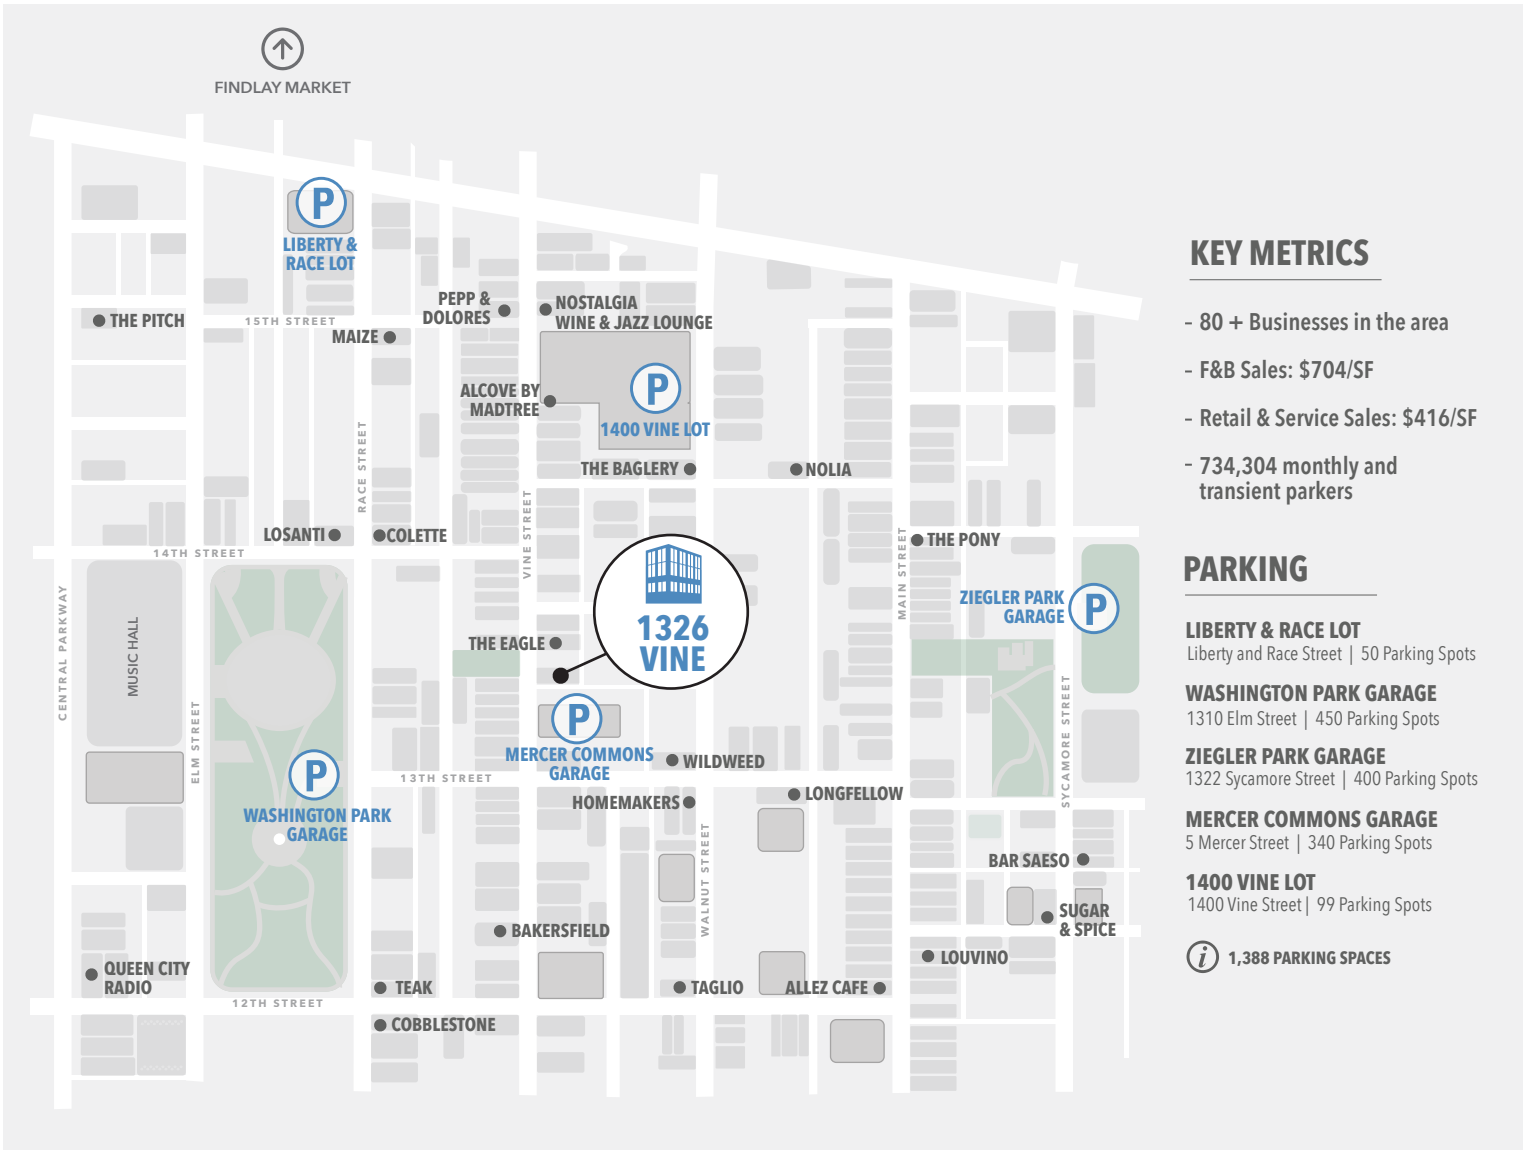 FINDLAY MARKET
P
LIBERTY &
RACE LOT
THE PITCH
15TH STREET
MAIZE
PEPP &
DOLORES
NOSTALGIA
WINE & JAZZ LOUNGE
ALCOVE BY
MADTREE
P
1400 VINE LOT
THE BAGLERY
NOLIA
RACE STREET
LOSANTI
COLETTE
14TH STREET
VINE STREET
MAIN STREET
THE PONY
ZIEGLER PARK
GARAGE
P
CENTRAL PARKWAY
MUSIC HALL
ELM STREET
THE EAGLE
1326
VINE
P
MERCER COMMONS
GARAGE
WILDWEED
13TH STREET
SYCAMORE STREET
P
WASHINGTON PARK
GARAGE
HOMEMAKERS
LONGFELLOW
WALNUT STREET
BAR SAESO
SUGAR
& SPICE
BAKERSFIELD
LOUVINO
QUEEN CITY
RADIO
TEAK
TAGLIO
ALLEZ CAFE
12TH STREET
COBBLESTONE
KEY METRICS
- 80 + Businesses in the area
- F&B Sales: $704/SF
- Retail & Service Sales: $416/SF
- 734,304 monthly and
transient parkers
PARKING
LIBERTY & RACE LOT
Liberty and Race Street | 50 Parking Spots
WASHINGTON PARK GARAGE
1310 Elm Street | 450 Parking Spots
ZIEGLER PARK GARAGE
1322 Sycamore Street | 400 Parking Spots
MERCER COMMONS GARAGE
5 Mercer Street | 340 Parking Spots
1400 VINE LOT
1400 Vine Street | 99 Parking Spots
i 1,388 PARKING SPACES